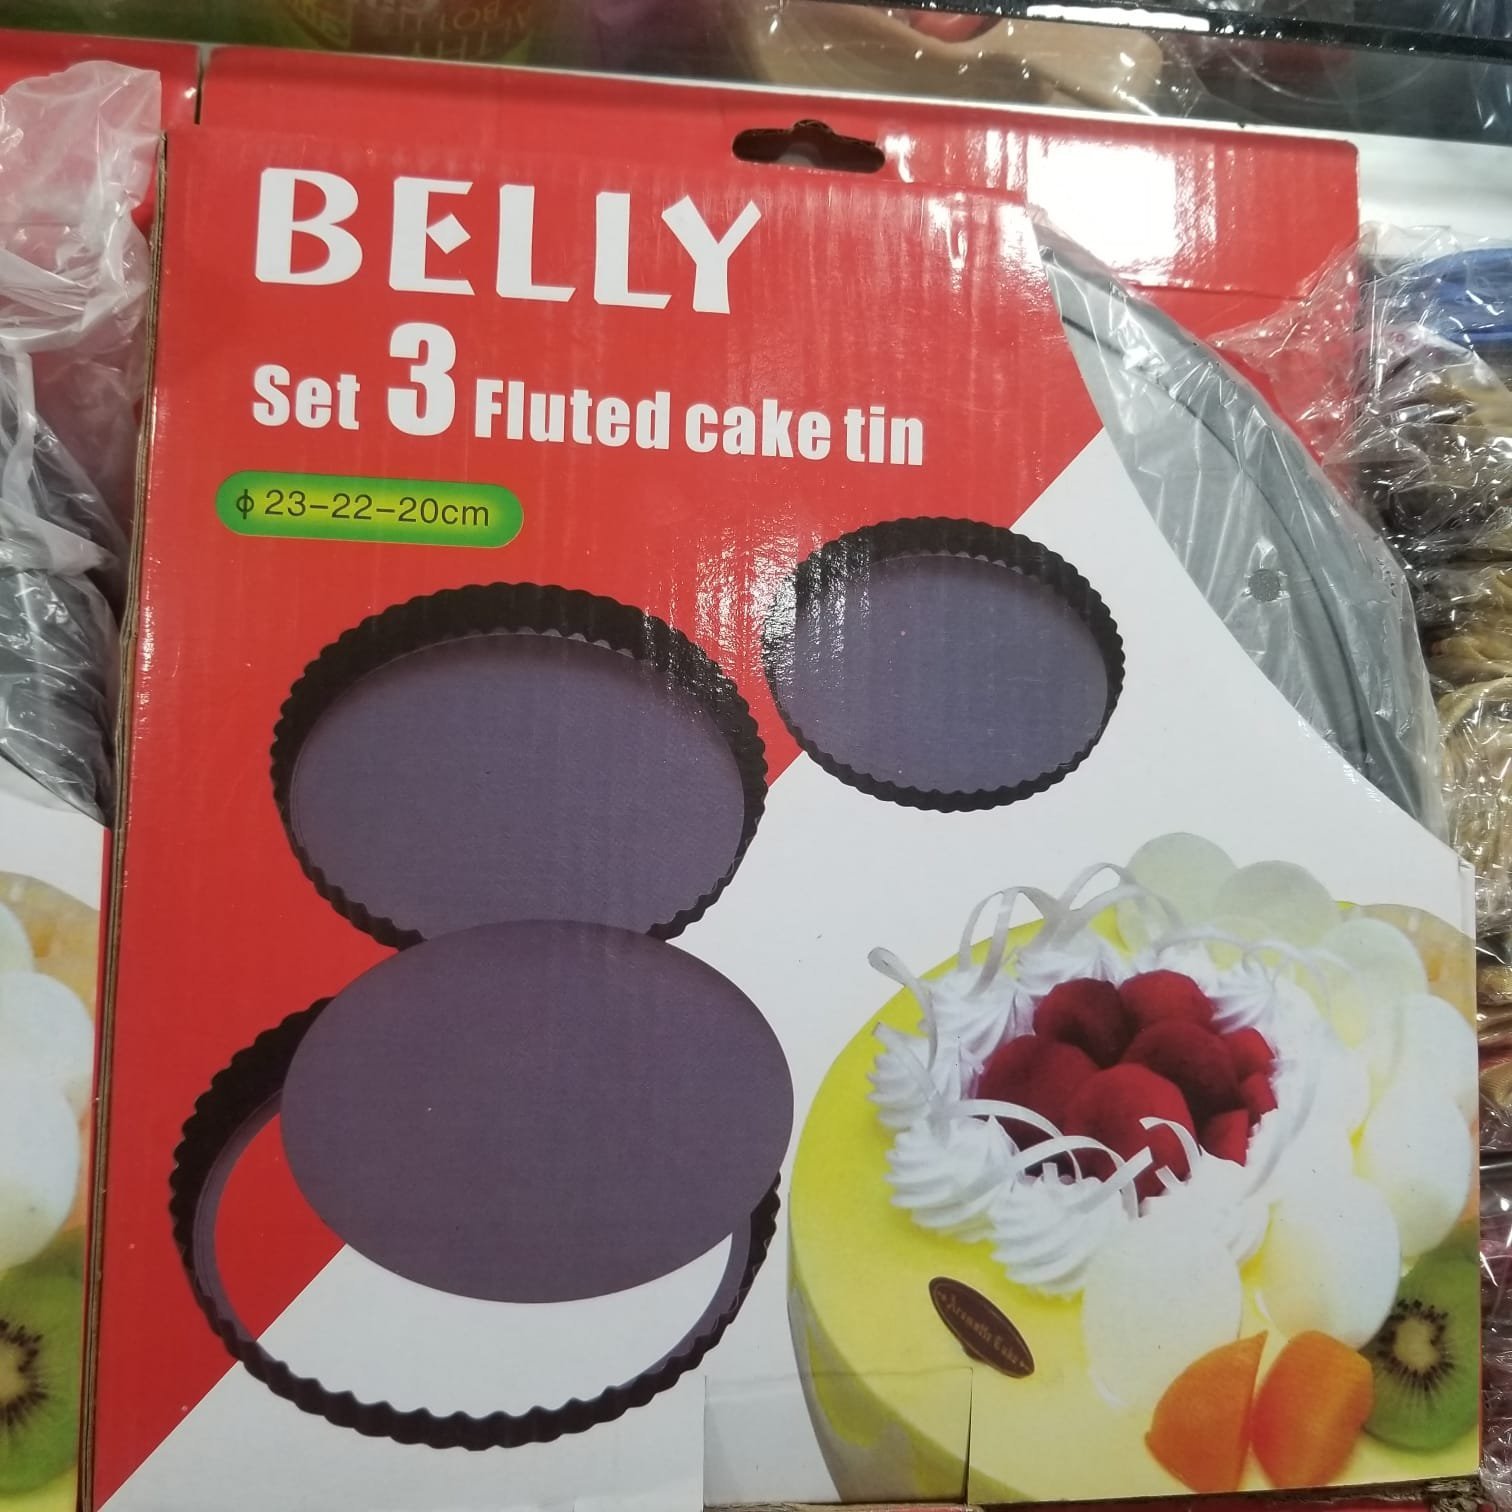 BELLY
Set 3 Fluted cake tin
ϕ 23-22-20cm